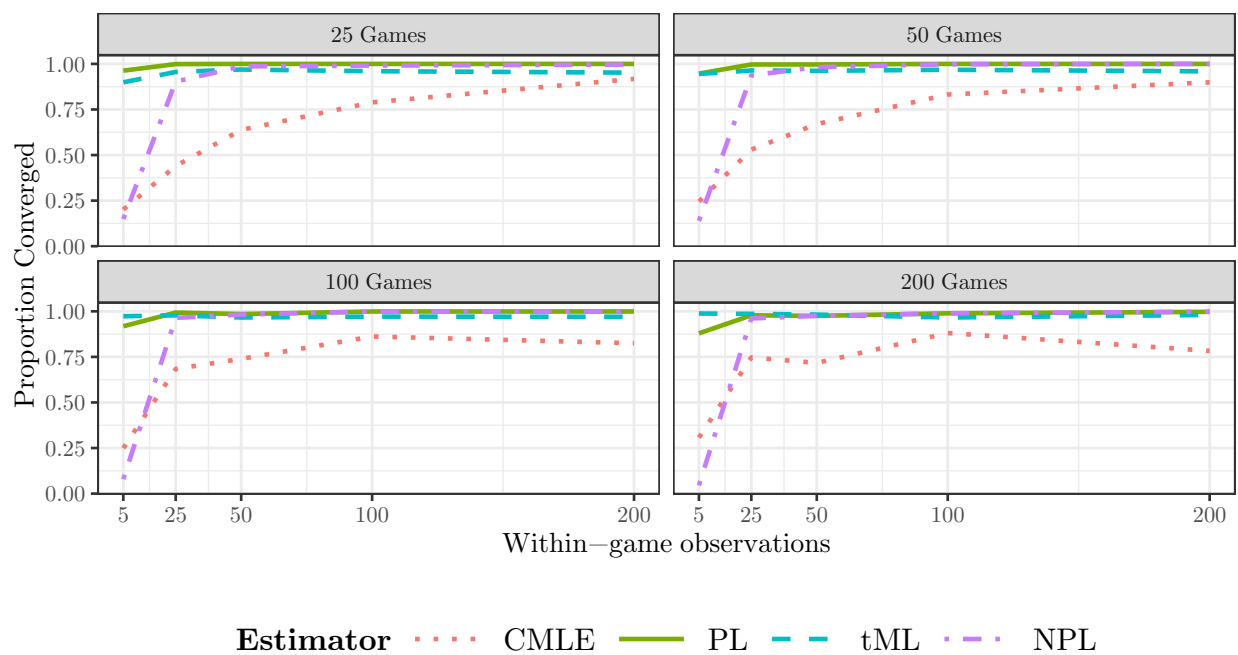 25 Games 50 Games
1.00
0.75
0.50
0.25
0.00
100 Games 200 Games
1.00
0.75
0.50
0.25
0.00
Proportion Converged
5 25 50 100 200 5 25 50 100 200
Within−game observations
Estimator CMLE PL tML NPL